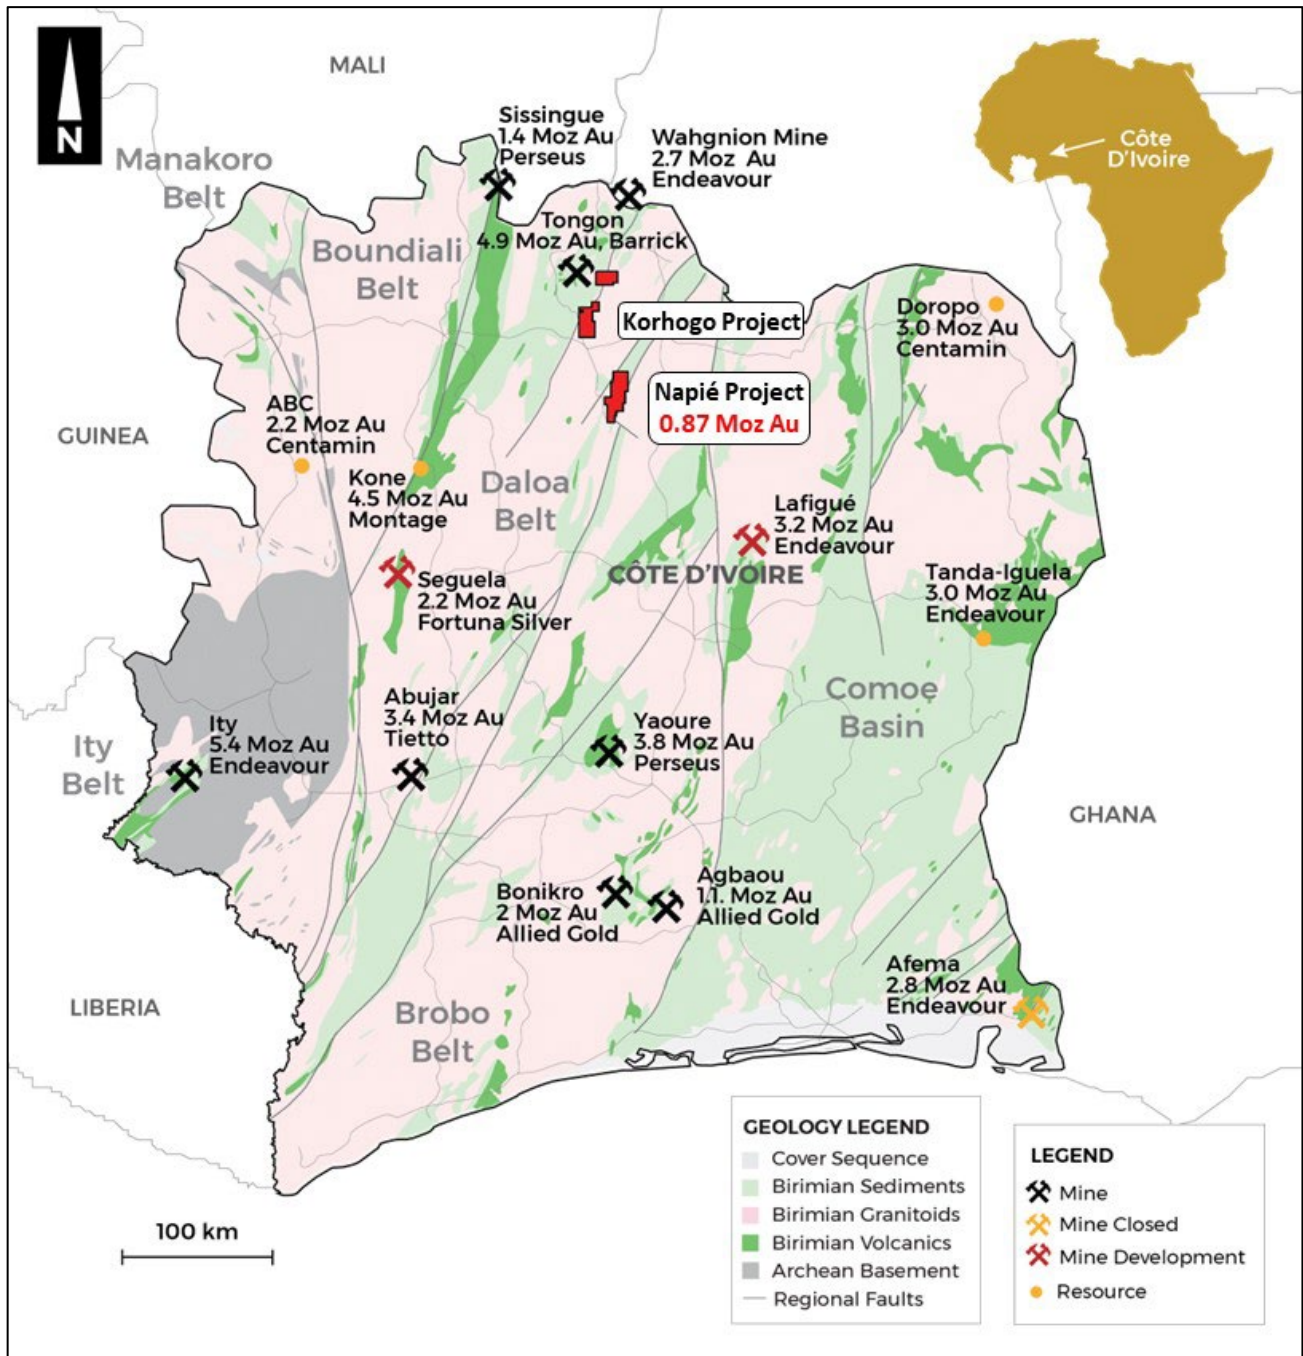 MALI
N
Manakoro
Belt
Sissingue
1.4 Moz Au
Perseus
Wahgnion Mine
2.7 Moz Au
Endeavour
Côte
D'Ivoire
Tongon
4.9 Moz Au, Barrick
Boundiali
Belt
Korhogo Project
Doropo
3.0 Moz Au
Centamin
Napié Project
0.87 Moz Au
GUINEA
ABC
2.2 Moz Au
Centamin
Kone
4.5 Moz Au
Montage
Daloa
Belt
Lafigué
3.2 Moz Au
Endeavour
CÔTE D'IVOIRE
Seguela
2.2 Moz Au
Fortuna Silver
Tanda-Iguela
3.0 Moz Au
Endeavour
Comoe
Basin
Abujar
3.4 Moz Au
Tietto
Yaoure
3.8 Moz Au
Perseus
Ity
5.4 Moz Au
Endeavour
Ity
Belt
GHANA
Bonikro
2 Moz Au
Allied Gold
Agbaou
1.1. Moz Au
Allied Gold
Afema
2.8 Moz Au
Endeavour
LIBERIA
Brobo
Belt
100 km
GEOLOGY LEGEND
Cover Sequence
Birimian Sediments
Birimian Granitoids
Birimian Volcanics
Archean Basement
Regional Faults
LEGEND
Mine
Mine Closed
Mine Development
Resource